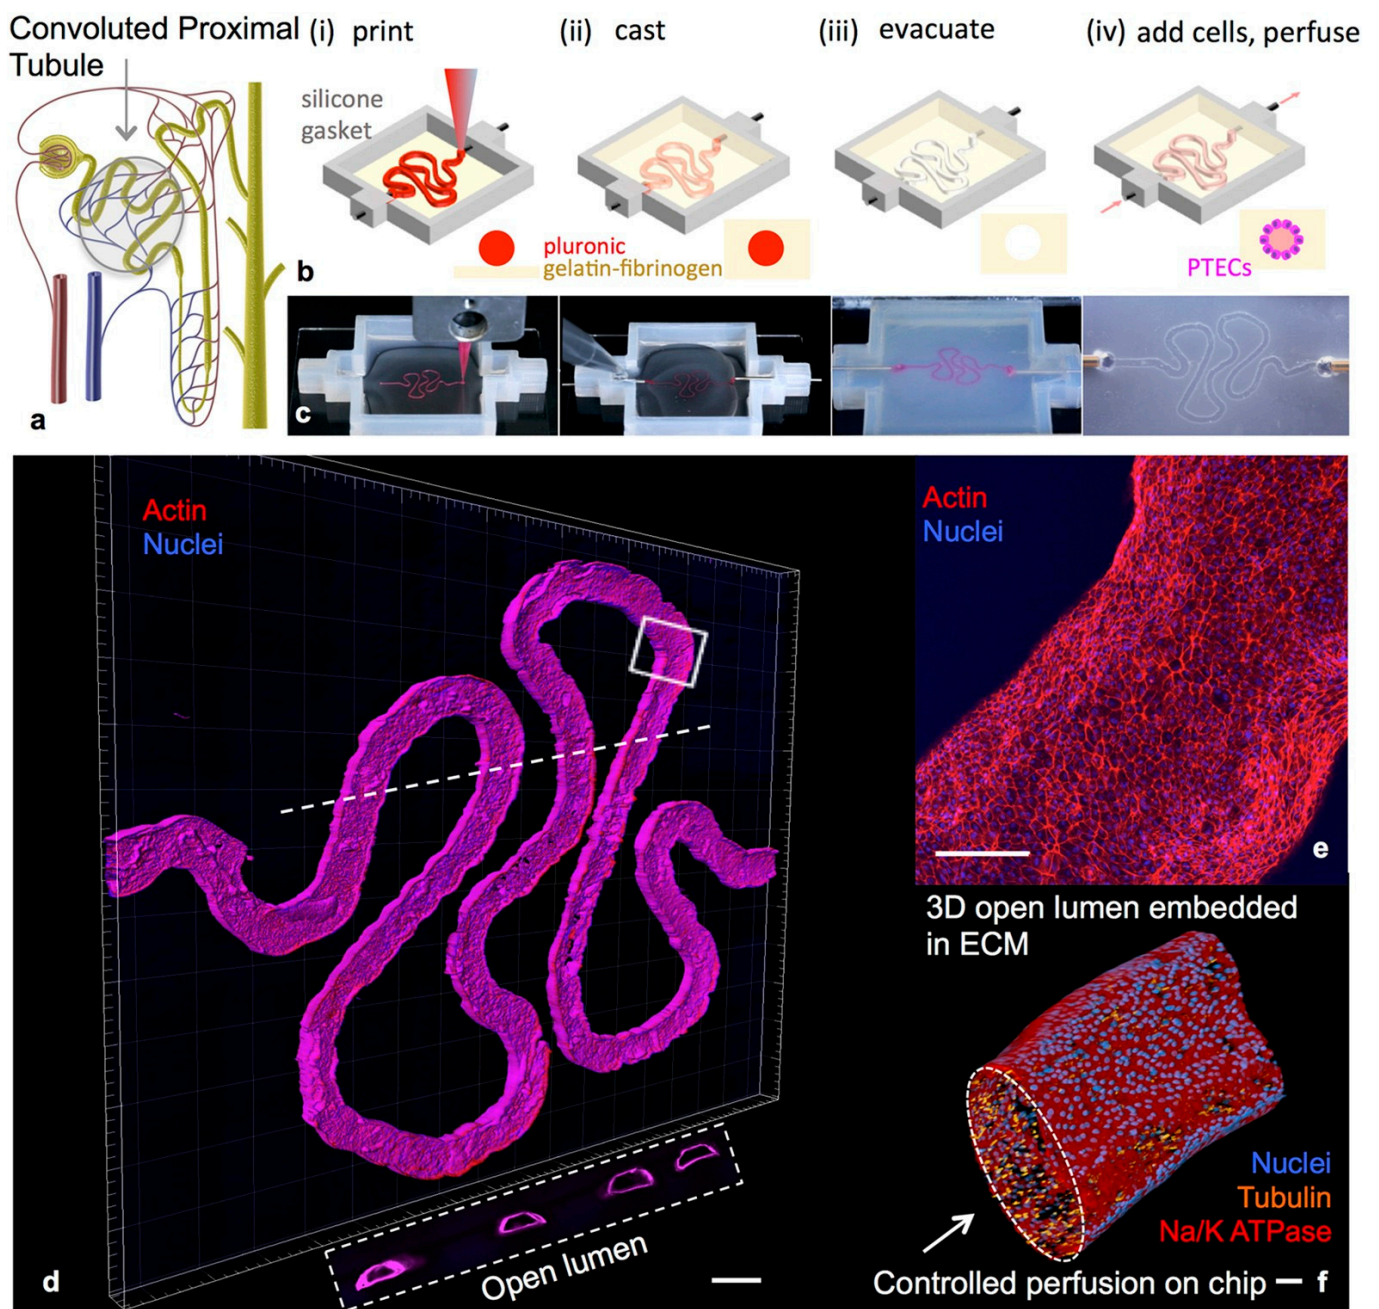 Convoluted Proximal
Tubule
(i) print
(ii) cast
(iii) evacuate
(iv) add cells, perfuse
silicone
gasket
pluronic
gelatin-fibrinogen
PTECs
a
b
c
Actin
Nuclei
Open lumen
d
Actin
Nuclei
e
3D open lumen embedded
in ECM
Nuclei
Tubulin
Na/K ATPase
Controlled perfusion on chip
f